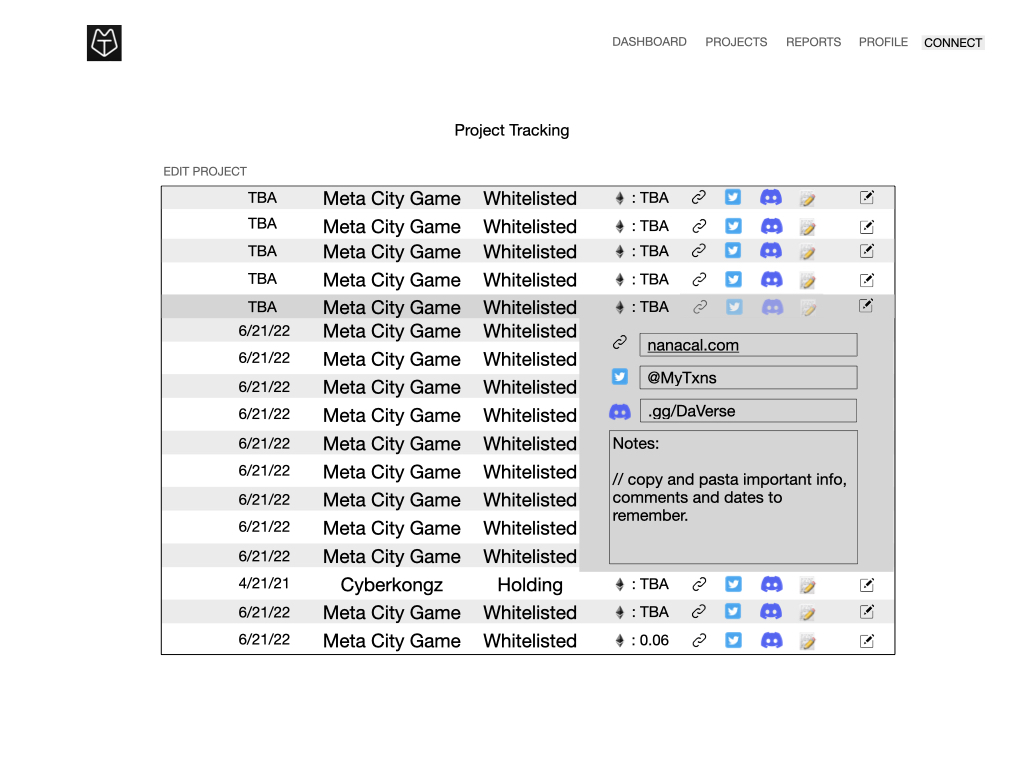 DASHBOARD PROJECTS REPORTS PROFILE CONNECT
Project Tracking
EDIT PROJECT
TBA Meta City Game Whitelisted : TBA
TBA Meta City Game Whitelisted : TBA
TBA Meta City Game Whitelisted : TBA
TBA Meta City Game Whitelisted : TBA
TBA Meta City Game Whitelisted : TBA
6/21/22 Meta City Game Whitelisted
6/21/22 Meta City Game Whitelisted
6/21/22 Meta City Game Whitelisted
6/21/22 Meta City Game Whitelisted
6/21/22 Meta City Game Whitelisted
6/21/22 Meta City Game Whitelisted
6/21/22 Meta City Game Whitelisted
6/21/22 Meta City Game Whitelisted
6/21/22 Meta City Game Whitelisted
nanacal.com
@MyTxns
.gg/DaVerse
Notes:
// copy and pasta important info,
comments and dates to
remember.
4/21/21 Cyberkongz Holding : TBA
6/21/22 Meta City Game Whitelisted : TBA
6/21/22 Meta City Game Whitelisted : 0.06